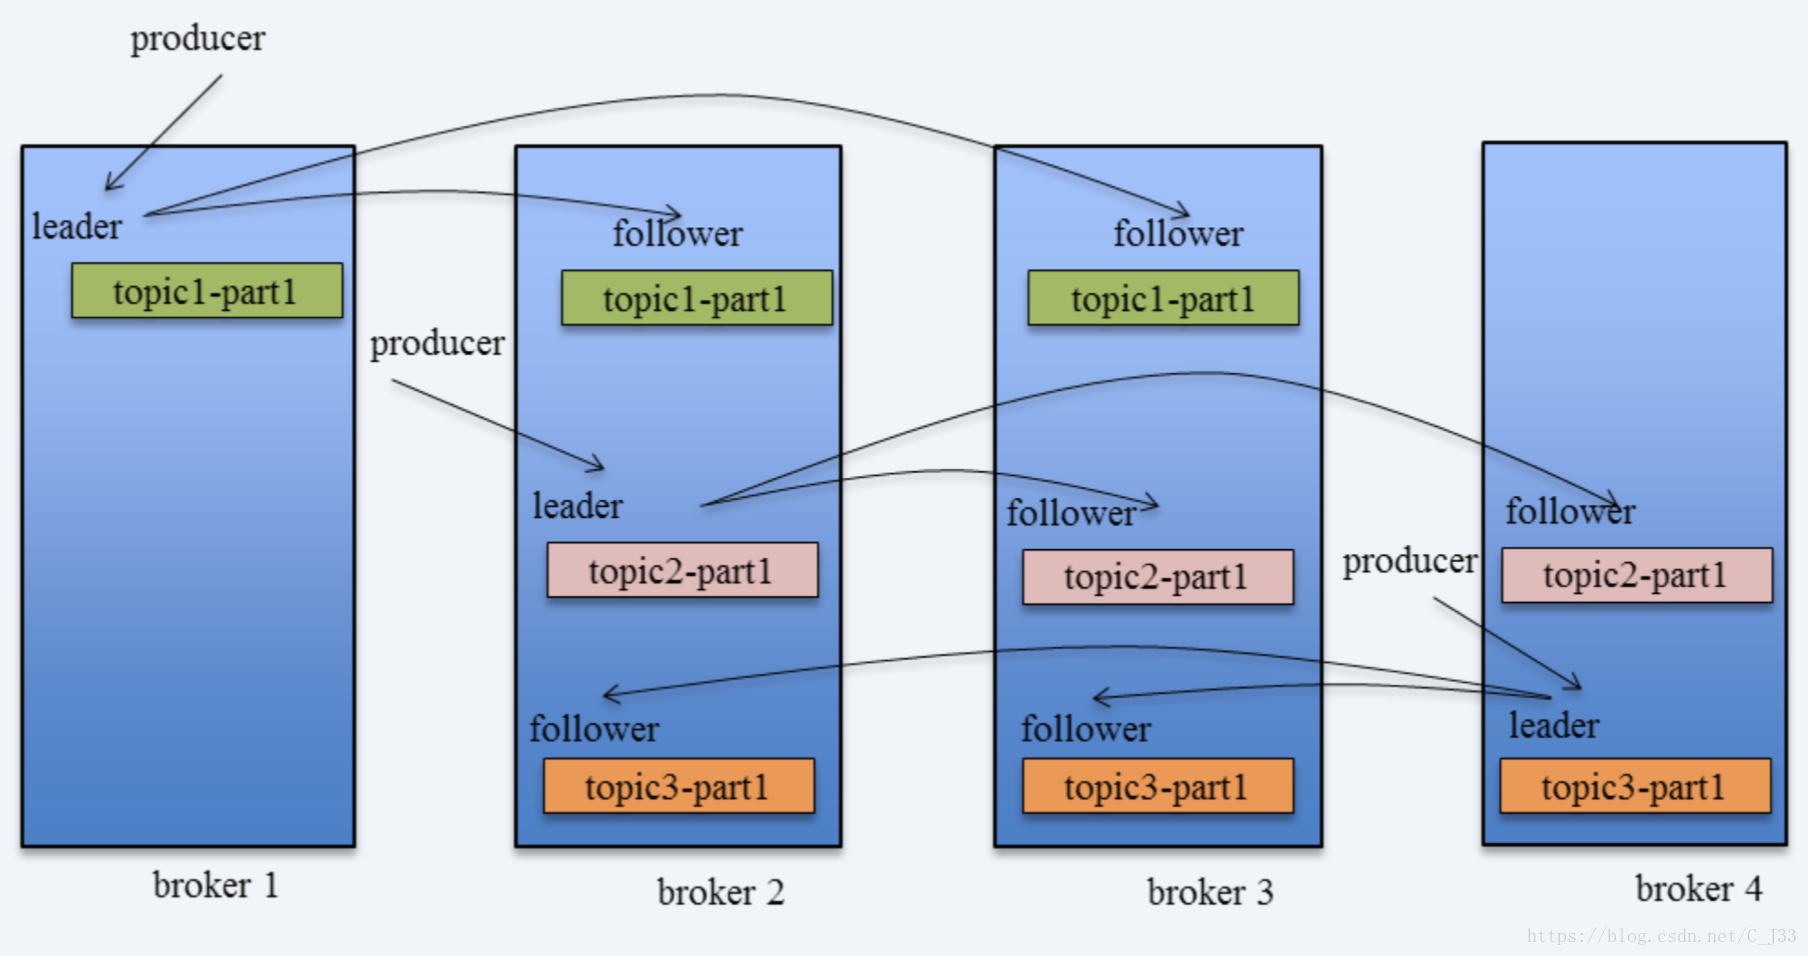 producer
leader
follower
follower
topic1-part1
topic1-part1
topic1-part1
producer
leader
follower
follower
topic2-part1
topic2-part1
topic2-part1
producer
follower
follower
leader
topic3-part1
topic3-part1
topic3-part1
broker 1
broker 2
broker 3
broker 4
https://blog.csdn.net/C_J33